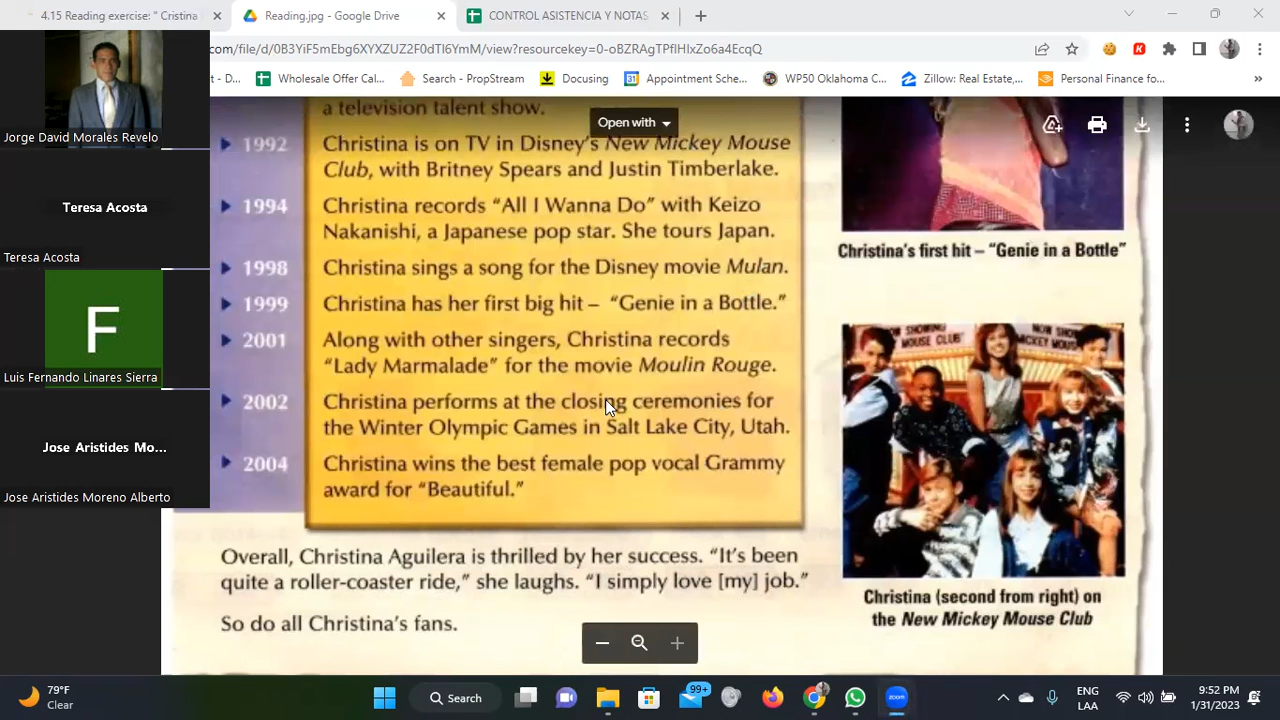 4.15 Reading exercise: " Cristina
Reading.jpg - Google Drive
CONTROL ASISTENCIA Y NOTAS
com/file/d/0B3YiF5mEbg6XYXZUZ2F0dTI6YmM/view?resourcekey=0-oBZRAgTPflHIxZo6a4EcqQ
t - D...
Wholesale Offer Cal...
Search - PropStream
Docusing
Appointment Sche...
WP50 Oklahoma C...
Zillow: Real Estate,...
Personal Finance fo...
Jorge David Morales Revelo
Teresa Acosta
Teresa Acosta
F
Luis Fernando Linares Sierra
Jose Aristides Mo...
Jose Aristides Moreno Alberto
Open with
a television talent show.
1992 Christina is on TV in Disney's New Mickey Mouse
Club, with Britney Spears and Justin Timberlake.
1994 Christina records "All I Wanna Do" with Keizo
Nakanishi, a Japanese pop star. She tours Japan.
1998 Christina sings a song for the Disney movie Mulan.
1999 Christina has her first big hit – "Genie in a Bottle."
2001 Along with other singers, Christina records
"Lady Marmalade" for the movie Moulin Rouge.
2002 Christina performs at the closing ceremonies for
the Winter Olympic Games in Salt Lake City, Utah.
2004 Christina wins the best female pop vocal Grammy
award for "Beautiful."
Overall, Christina Aguilera is thrilled by her success. "It's been
quite a roller-coaster ride," she laughs. "I simply love [my] job."
So do all Christina's fans.
Christina's first hit – "Genie in a Bottle"
NOW SHOWING
MOUSE CLUB
NOW SHOW
MICKEY MOUS
Christina (second from right) on
the New Mickey Mouse Club
79°F
Clear
Search
99+
zoom
ENG
LAA
9:52 PM
1/31/2023